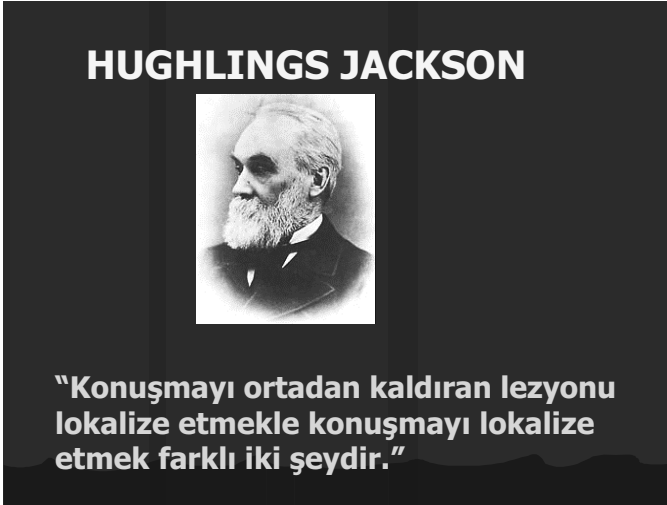 HUGHLINGS JACKSON
“Konuşmayı ortadan kaldıran lezyonu
lokalize etmekle konuşmayı lokalize
etmek farklı iki şeydir.”